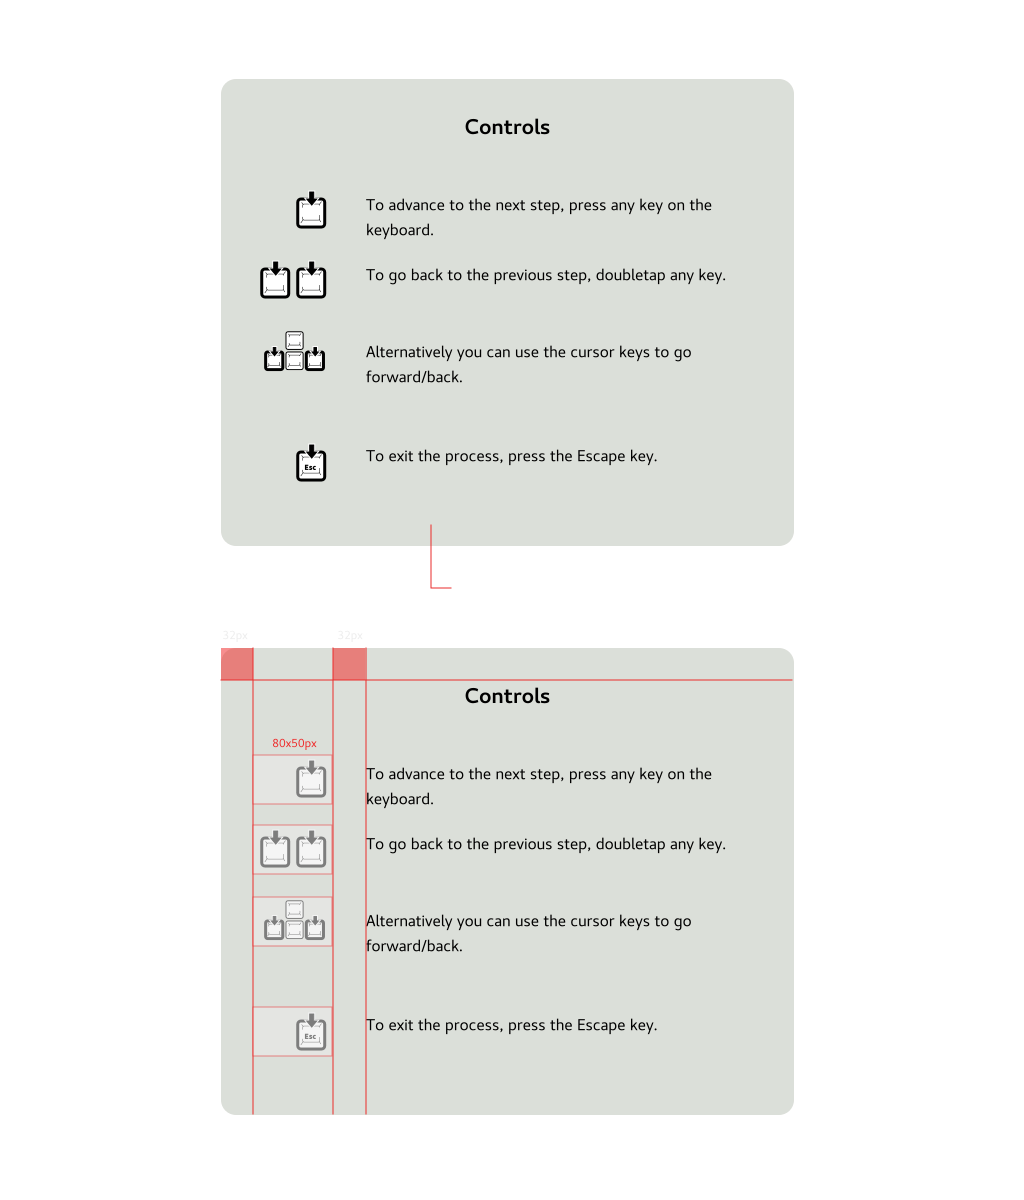 Controls
To advance to the next step, press any key on the
keyboard.
To go back to the previous step, doubletap any key.
Alternatively you can use the cursor keys to go
forward/back.
Esc
To exit the process, press the Escape key.
32px
32px
Controls
80x50px
To advance to the next step, press any key on the
keyboard.
To go back to the previous step, doubletap any key.
Alternatively you can use the cursor keys to go
forward/back.
Esc
To exit the process, press the Escape key.